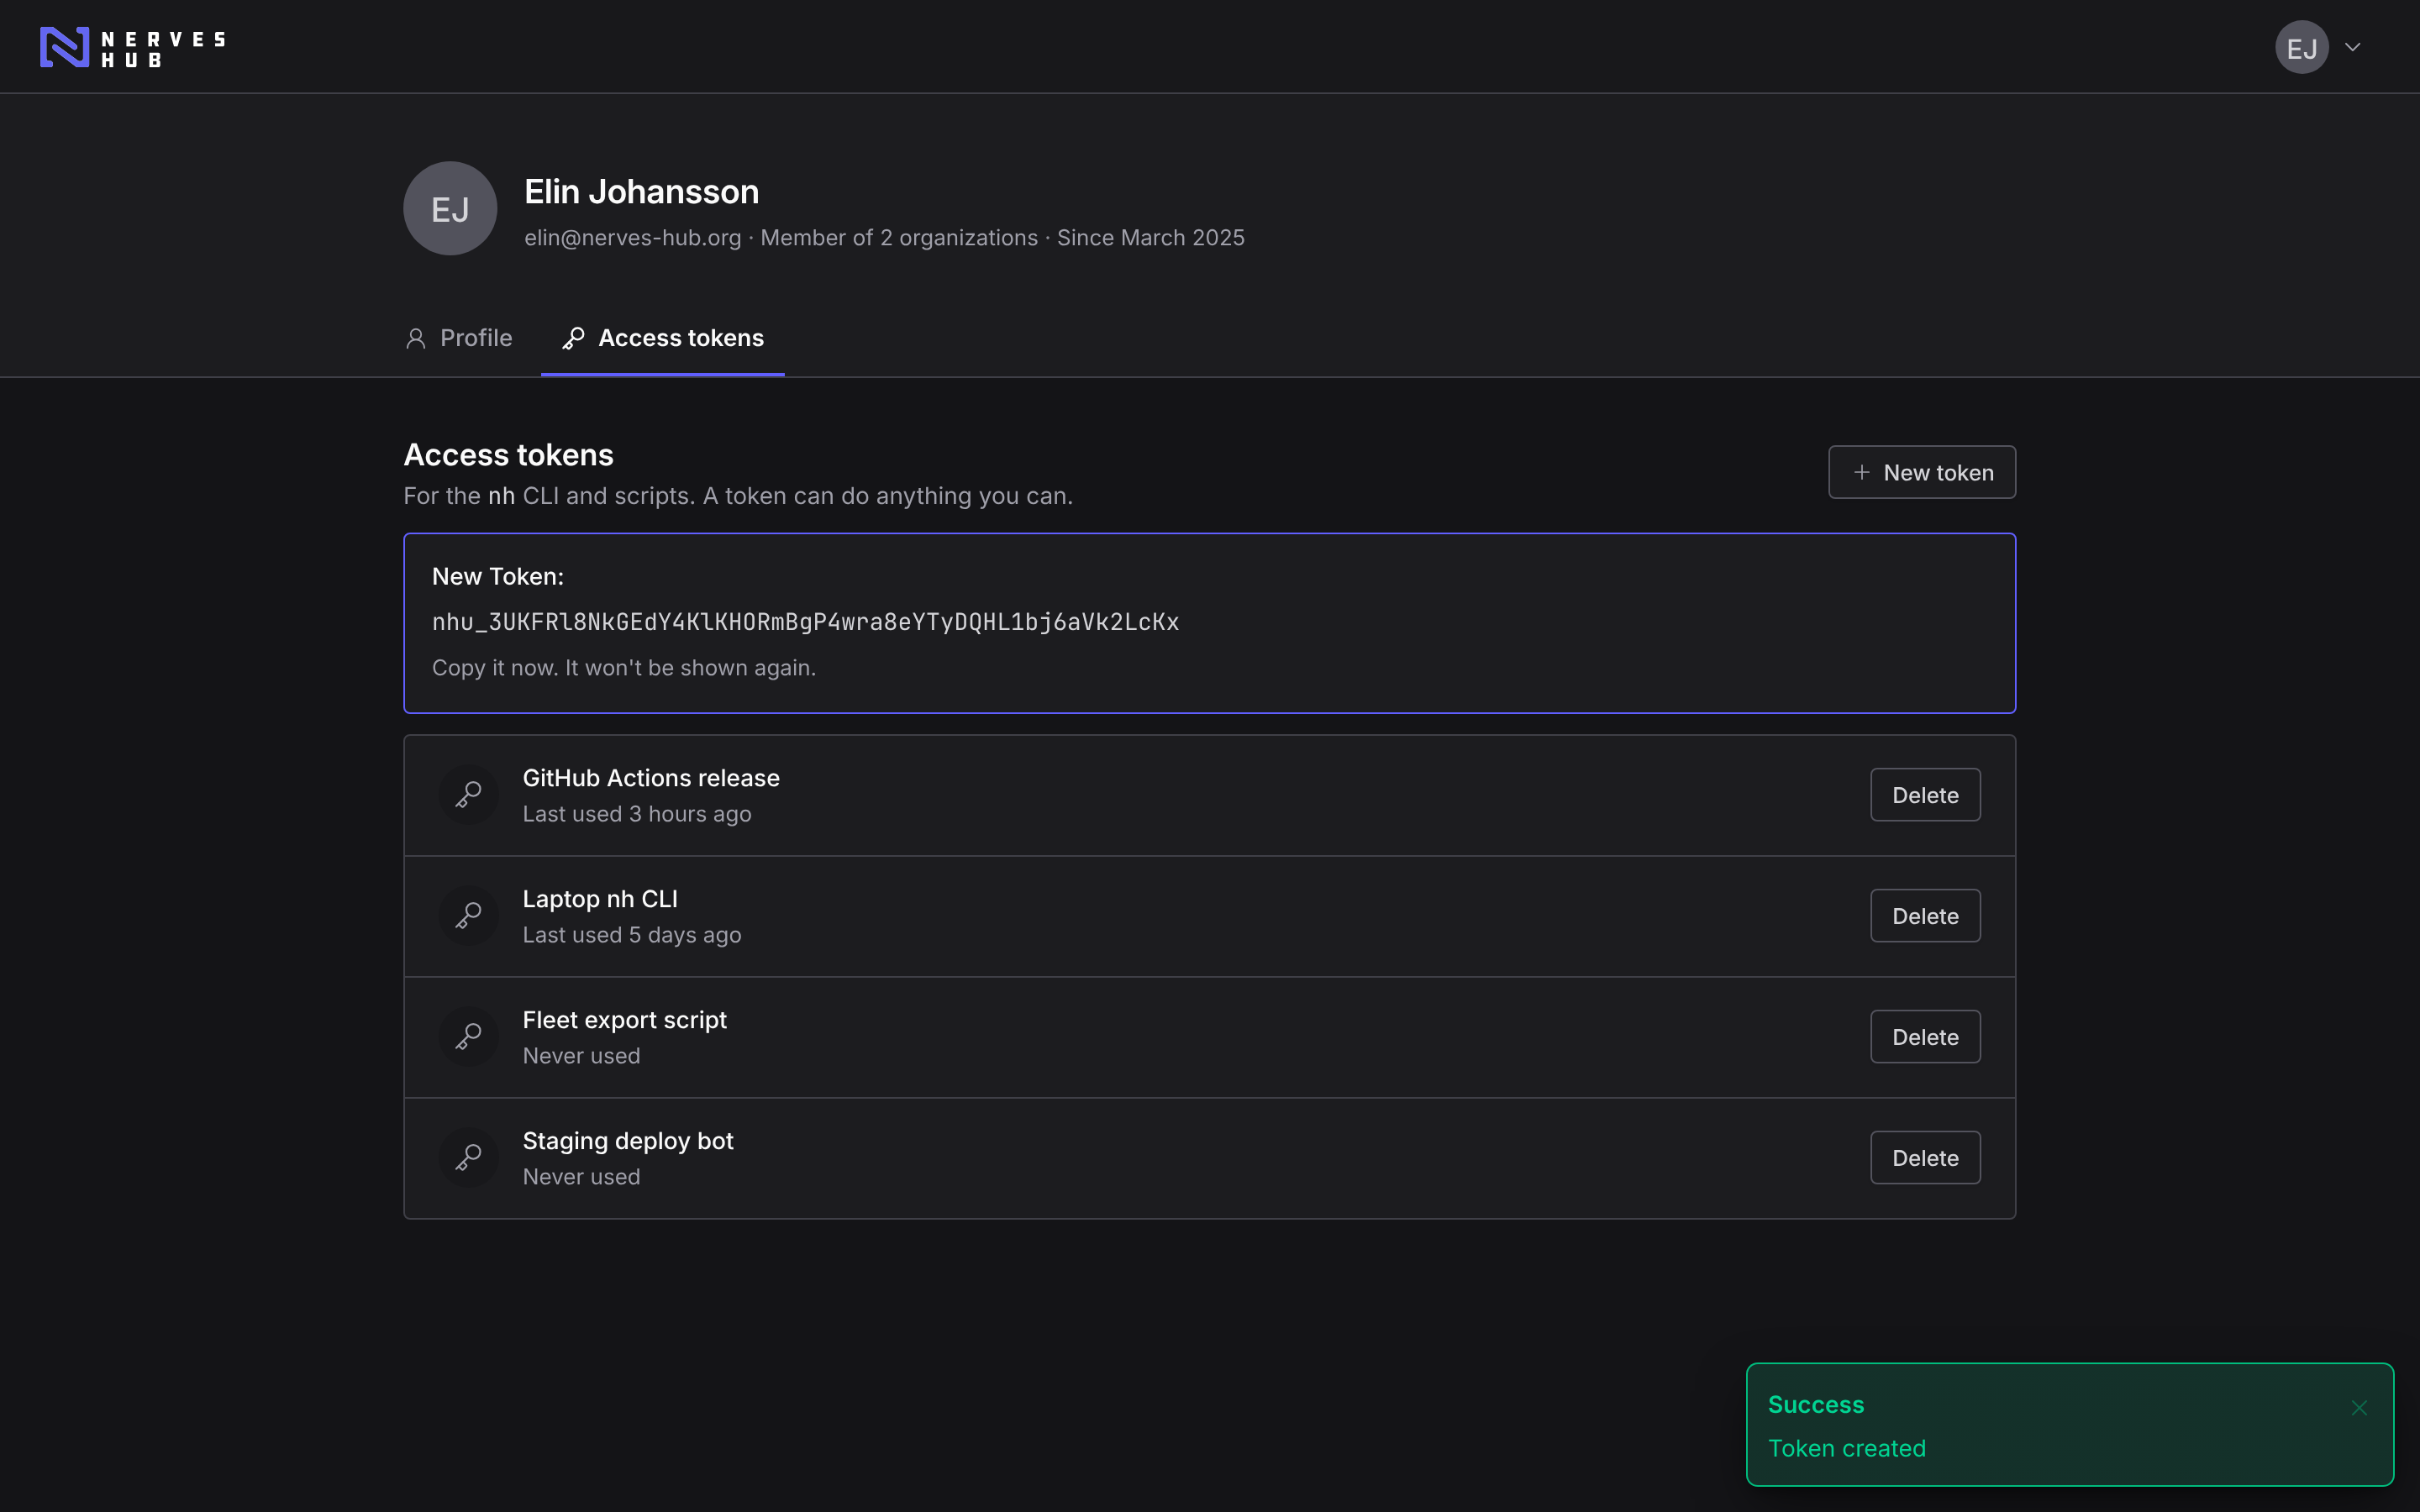 NERVES
HUB
EJ
EJ
Elin Johansson
elin@nerves-hub.org · Member of 2 organizations · Since March 2025
Profile
Access tokens
Access tokens
For the nh CLI and scripts. A token can do anything you can.
New token
New Token:
nhu_3UKFRl8NkGEdY4KlKHORmBgP4wra8eYTyDQHL1bj6aVk2LcKx
Copy it now. It won't be shown again.
GitHub Actions release
Last used 3 hours ago
Delete
Laptop nh CLI
Last used 5 days ago
Delete
Fleet export script
Never used
Delete
Staging deploy bot
Never used
Delete
Success
Token created